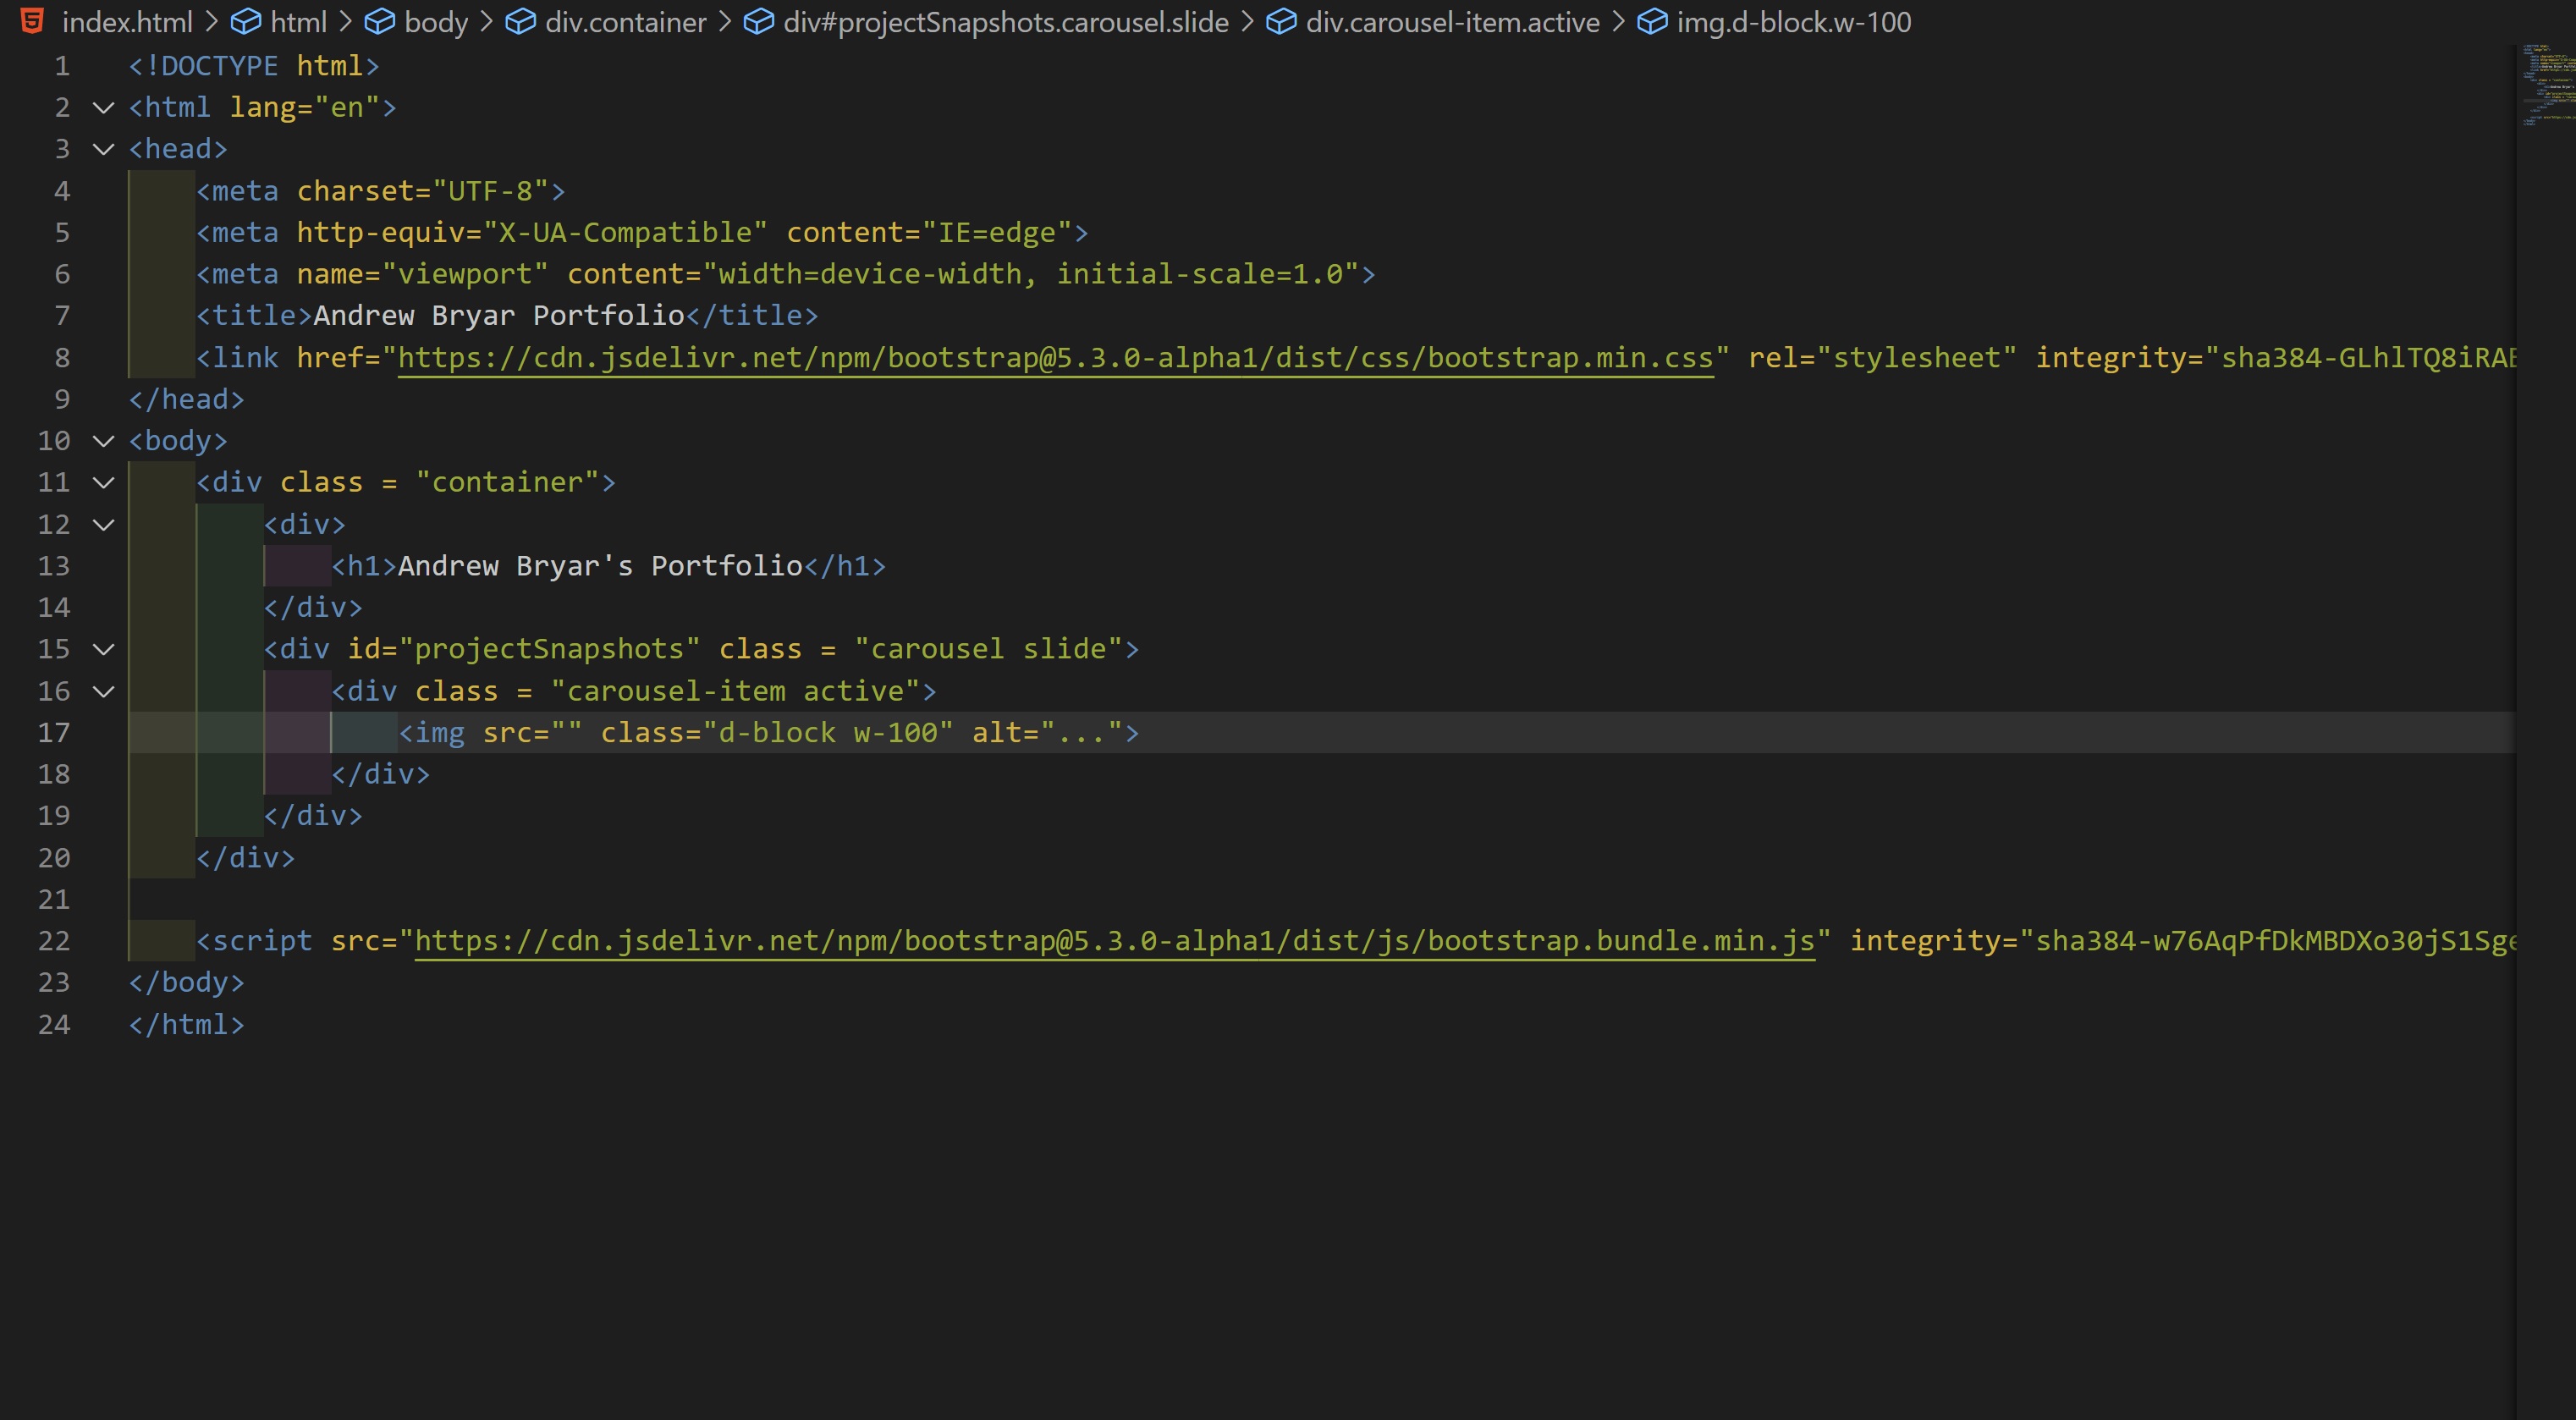 index.html > html > body > div.container > div#projectSnapshots.carousel.slide > div.carousel-item.active > img.d-block.w-100
1 <!DOCTYPE html>
2 <html lang="en">
3 <head>
4 <meta charset="UTF-8">
5 <meta http-equiv="X-UA-Compatible" content="IE=edge">
6 <meta name="viewport" content="width=device-width, initial-scale=1.0">
7 <title>Andrew Bryar Portfolio</title>
8 <link href="https://cdn.jsdelivr.net/npm/bootstrap@5.3.0-alpha1/dist/css/bootstrap.min.css" rel="stylesheet" integrity="sha384-GLhlTQ8iRAB
9 </head>
10 <body>
11 <div class = "container">
12 <div>
13 <h1>Andrew Bryar's Portfolio</h1>
14 </div>
15 <div id="projectSnapshots" class = "carousel slide">
16 <div class = "carousel-item active">
17 <img src="" class="d-block w-100" alt="...">
18 </div>
19 </div>
20 </div>
21
22 <script src="https://cdn.jsdelivr.net/npm/bootstrap@5.3.0-alpha1/dist/js/bootstrap.bundle.min.js" integrity="sha384-w76AqPfDkMBDXo30jS1Sge
23 </body>
24 </html>